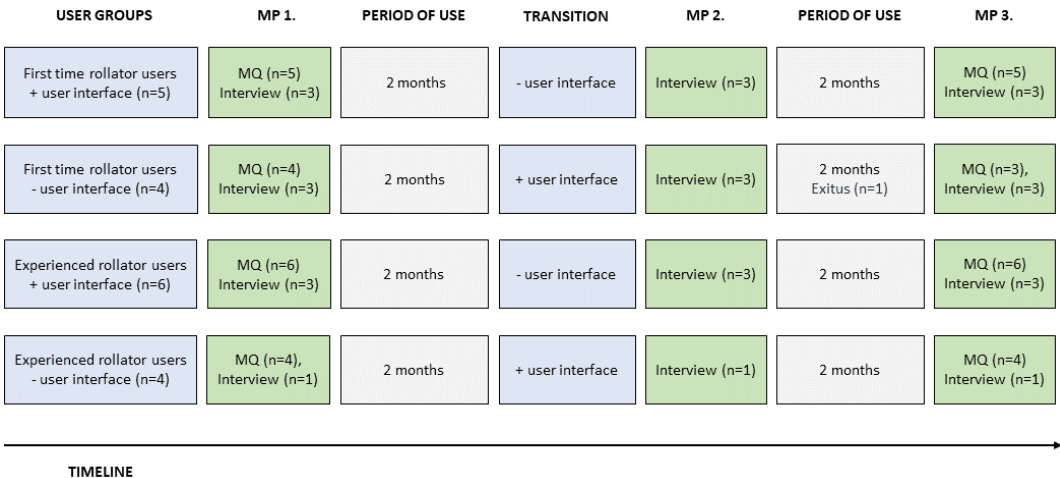 USER GROUPS MP 1. PERIOD OF USE TRANSITION MP 2. PERIOD OF USE MP 3.
First time rollator users
+ user interface (n=5)
MQ (n=5)
Interview (n=3)
2 months
- user interface
Interview (n=3)
2 months
MQ (n=5)
Interview (n=3)
First time rollator users
- user interface (n=4)
MQ (n=4)
Interview (n=3)
2 months
+ user interface
Interview (n=3)
2 months
Exitus (n=1)
MQ (n=3),
Interview (n=3)
Experienced rollator users
+ user interface (n=6)
MQ (n=6)
Interview (n=3)
2 months
- user interface
Interview (n=3)
2 months
MQ (n=6)
Interview (n=3)
Experienced rollator users
- user interface (n=4)
MQ (n=4),
Interview (n=1)
2 months
+ user interface
Interview (n=1)
2 months
MQ (n=4)
Interview (n=1)
TIMELINE